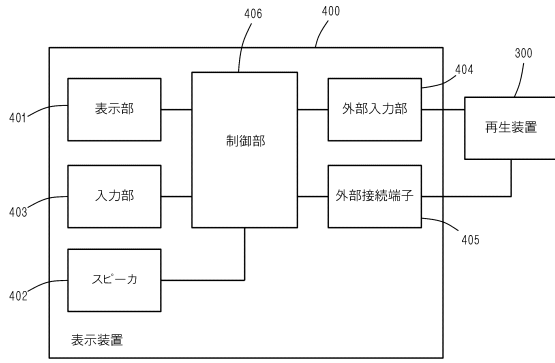 406
400
404
300
401
表示部
制御部
外部入力部
再生装置
403
入力部
外部接続端子
405
402
スピーカ
表示装置